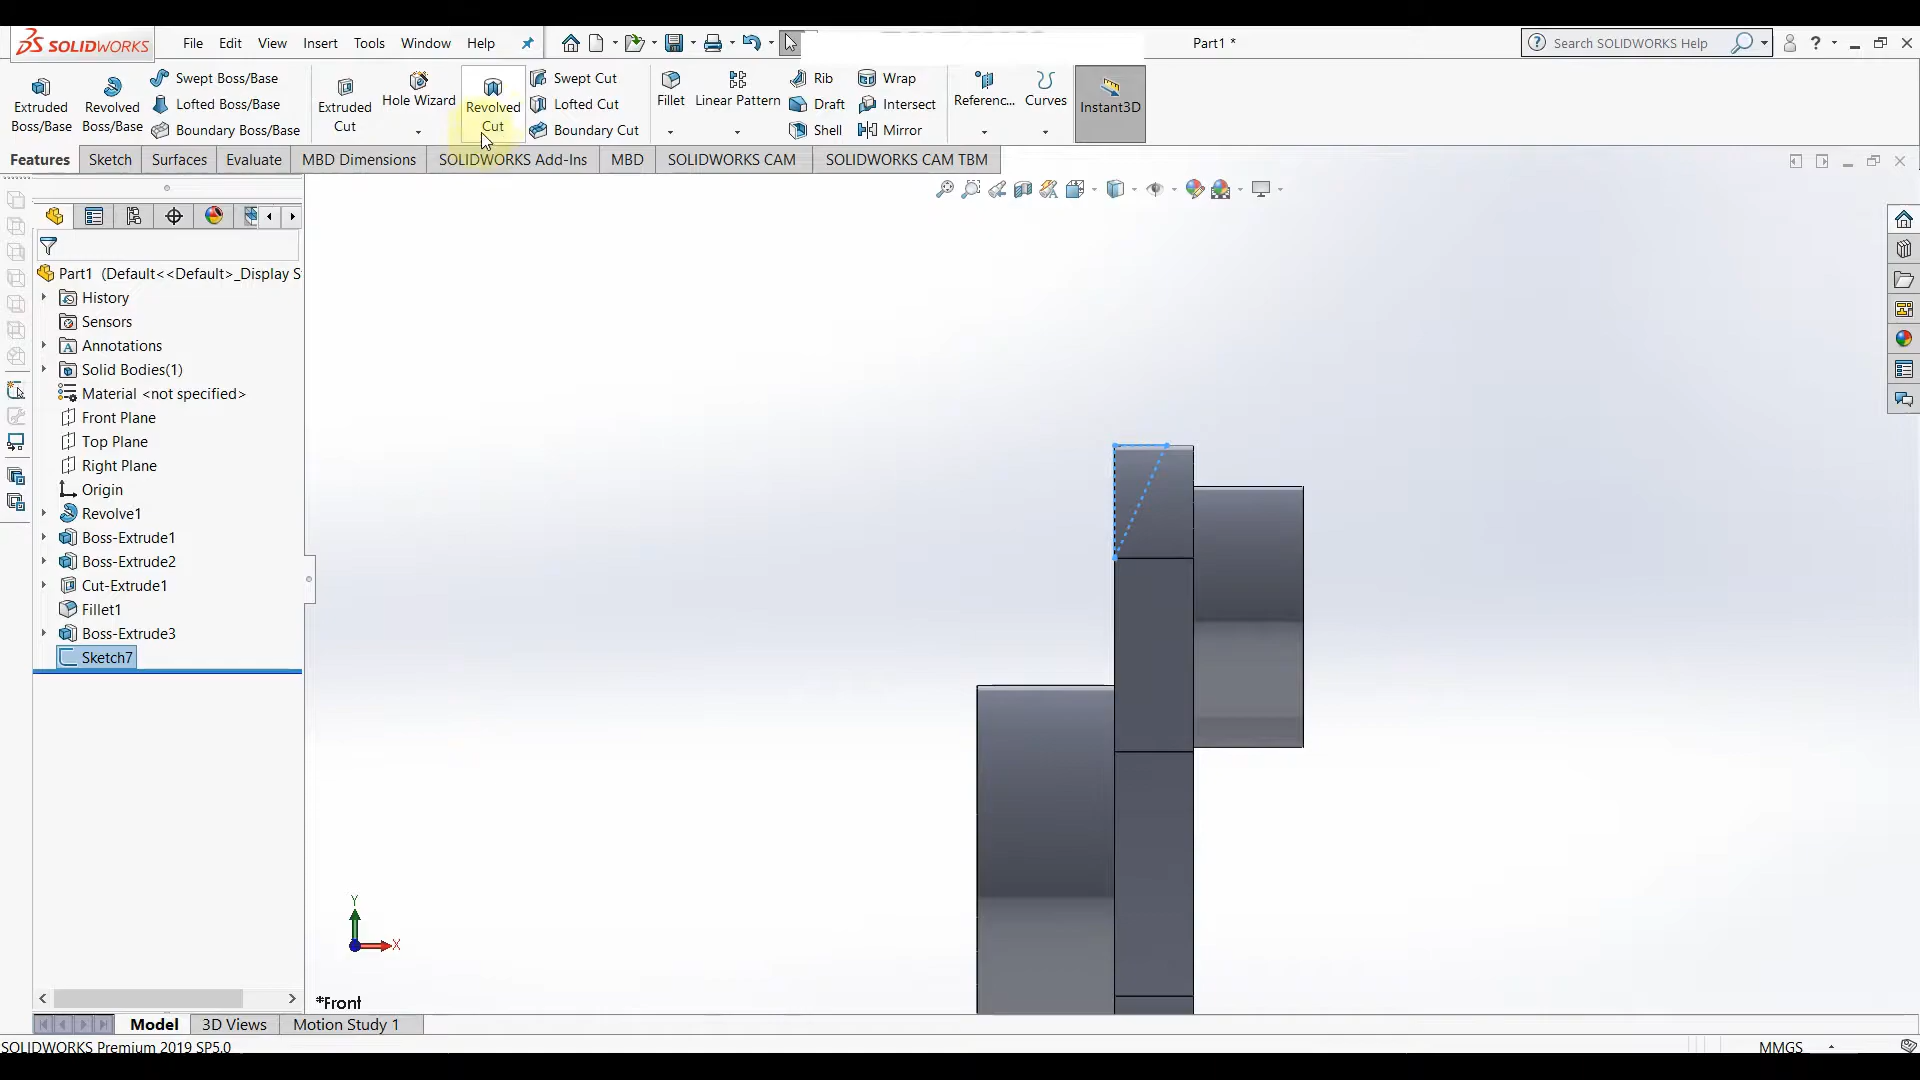 SOLIDWORKS File Edit View Insert Tools Window Help Part1 * Search SOLIDWORKS Help ?
Extruded Boss/Base
Revolved Boss/Base
Swept Boss/Base
Lofted Boss/Base
Boundary Boss/Base
Extruded Cut
Hole Wizard
Revolved Cut
Swept Cut
Lofted Cut
Boundary Cut
Fillet
Linear Pattern
Rib
Draft
Shell
Wrap
Intersect
Mirror
Referenc...
Curves
Instant3D
Features Sketch Surfaces Evaluate MBD Dimensions SOLIDWORKS Add-Ins MBD SOLIDWORKS CAM SOLIDWORKS CAM TBM
Part1 (Default<<Default>_Display S
History
Sensors
Annotations
Solid Bodies(1)
Material <not specified>
Front Plane
Top Plane
Right Plane
Origin
Revolve1
Boss-Extrude1
Boss-Extrude2
Cut-Extrude1
Fillet1
Boss-Extrude3
Sketch7
Y
X
*Front
Model 3D Views Motion Study 1
SOLIDWORKS Premium 2019 SP5.0 MMGS